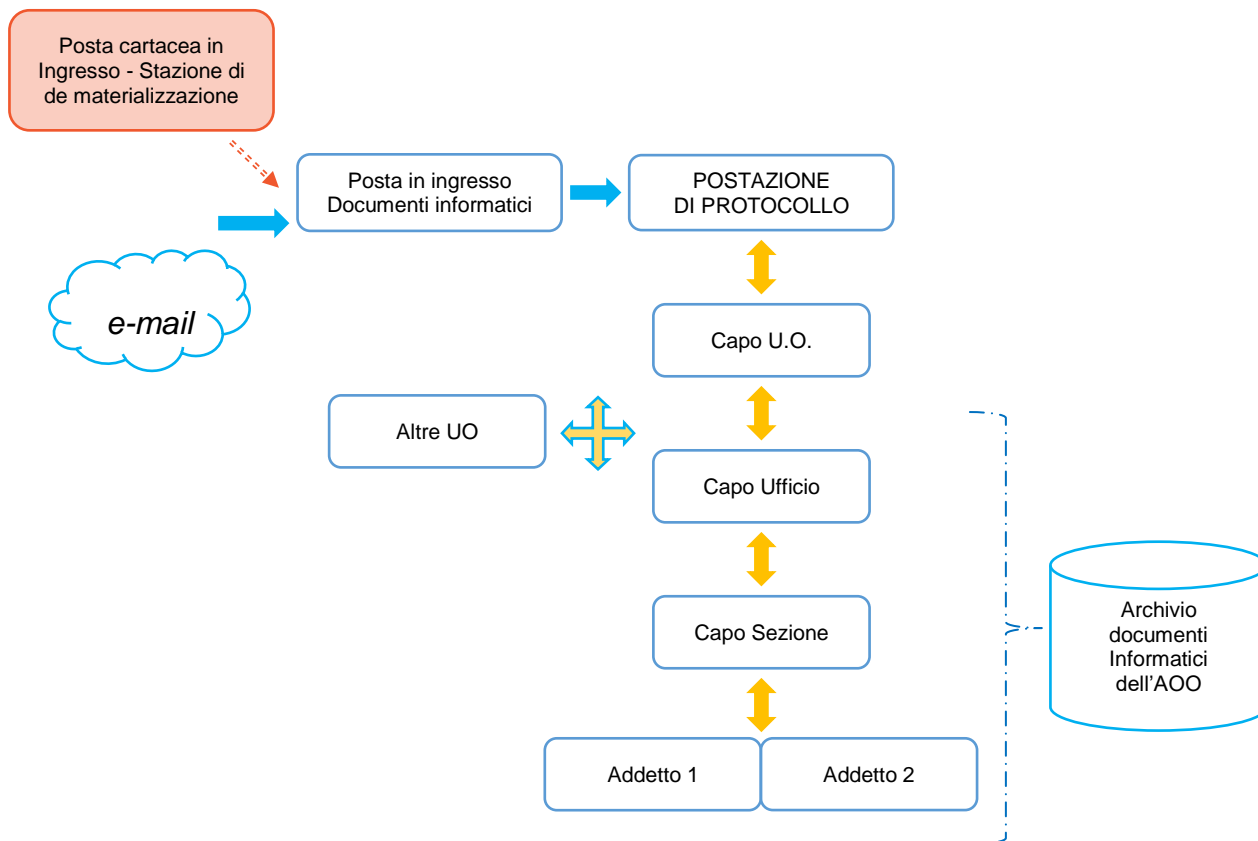 Posta cartacea in
Ingresso - Stazione di
de materializzazione
Posta in ingresso
Documenti informatici
POSTAZIONE
DI PROTOCOLLO
e-mail
Capo U.O.
Altre UO
Capo Ufficio
Capo Sezione
Archivio
documenti
Informatici
dell’AOO
Addetto 1
Addetto 2